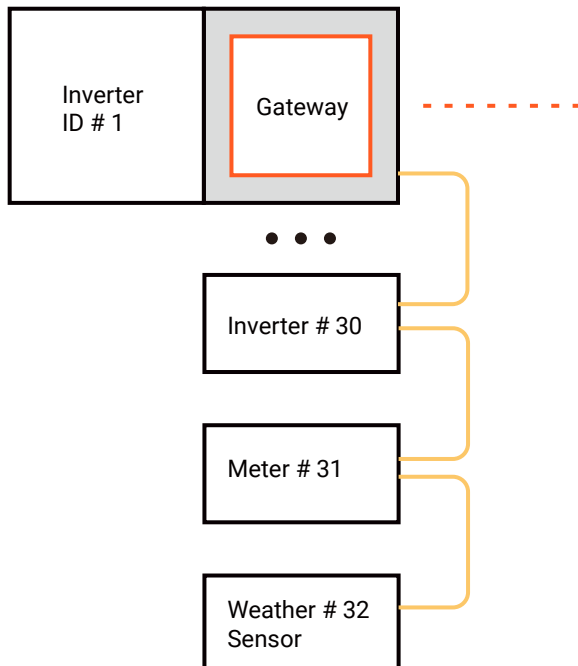 Inverter
ID # 1
Gateway
Inverter # 30
Meter # 31
Weather # 32
Sensor